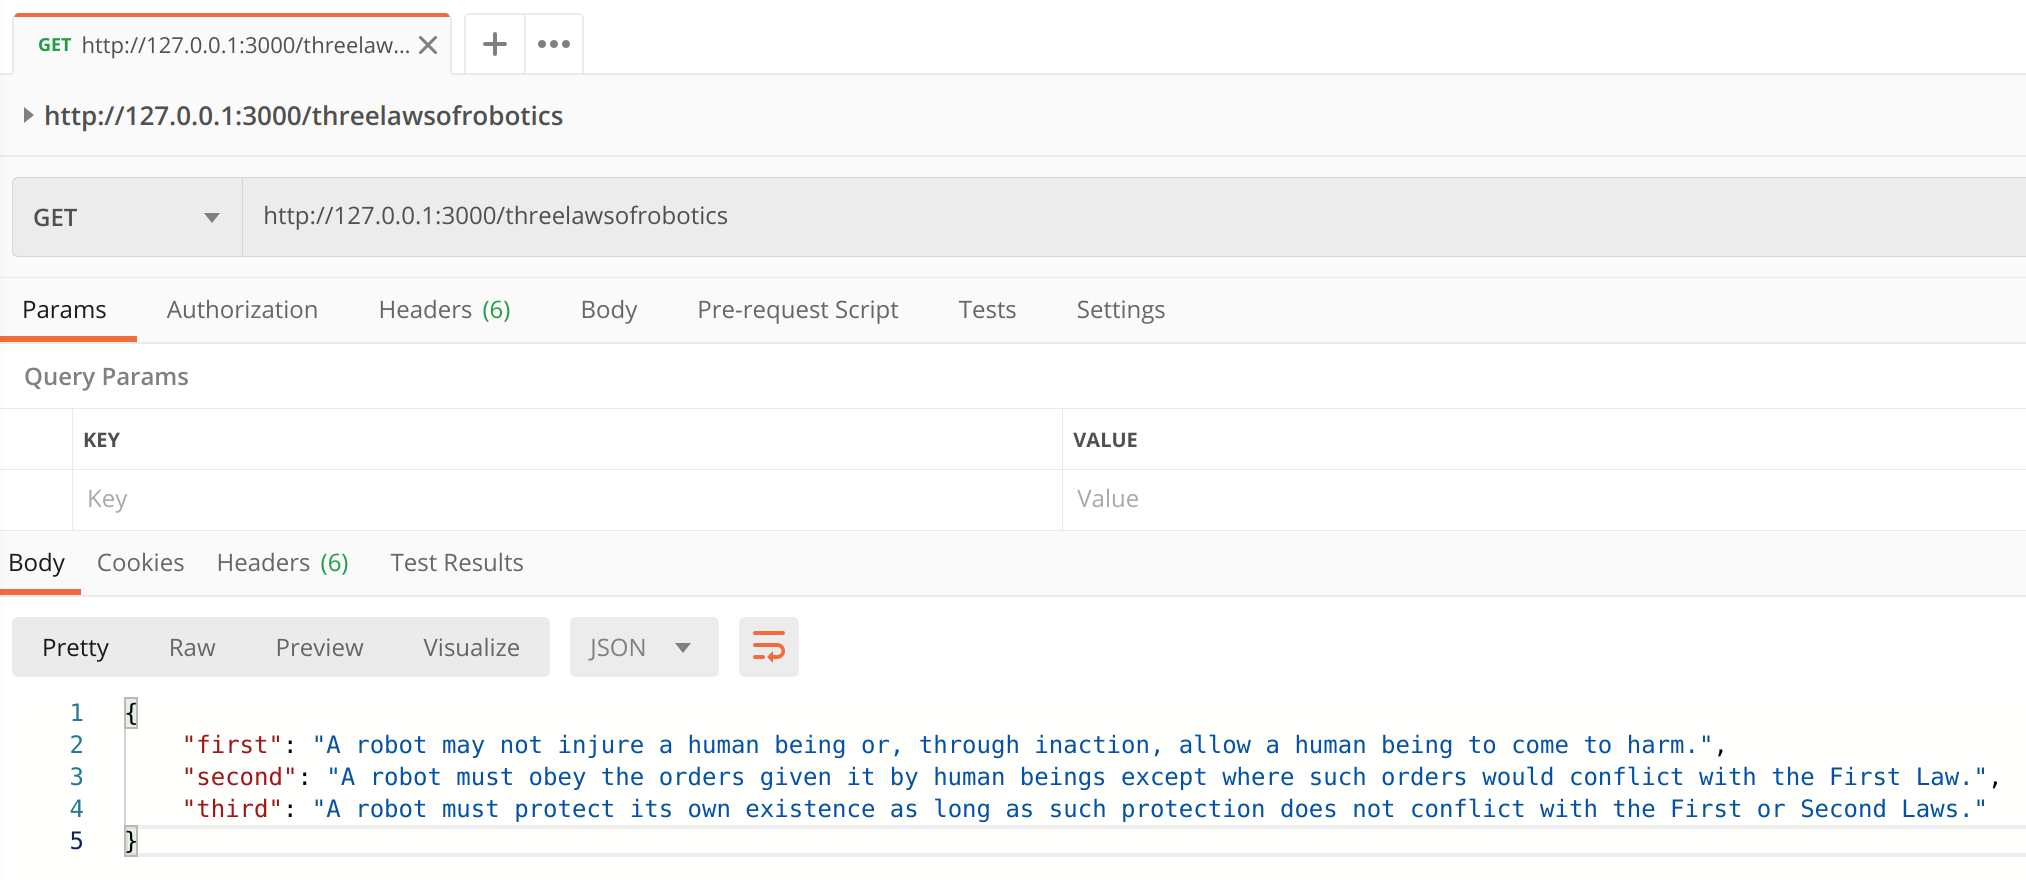 GET http://127.0.0.1:3000/threelaw...
http://127.0.0.1:3000/threelawsofrobotics
GET http://127.0.0.1:3000/threelawsofrobotics
Params Authorization Headers (6) Body Pre-request Script Tests Settings
Query Params
KEY VALUE
Key Value
Body Cookies Headers (6) Test Results
Pretty Raw Preview Visualize JSON
1 {
2 "first": "A robot may not injure a human being or, through inaction, allow a human being to come to harm.",
3 "second": "A robot must obey the orders given it by human beings except where such orders would conflict with the First Law.",
4 "third": "A robot must protect its own existence as long as such protection does not conflict with the First or Second Laws."
5 }